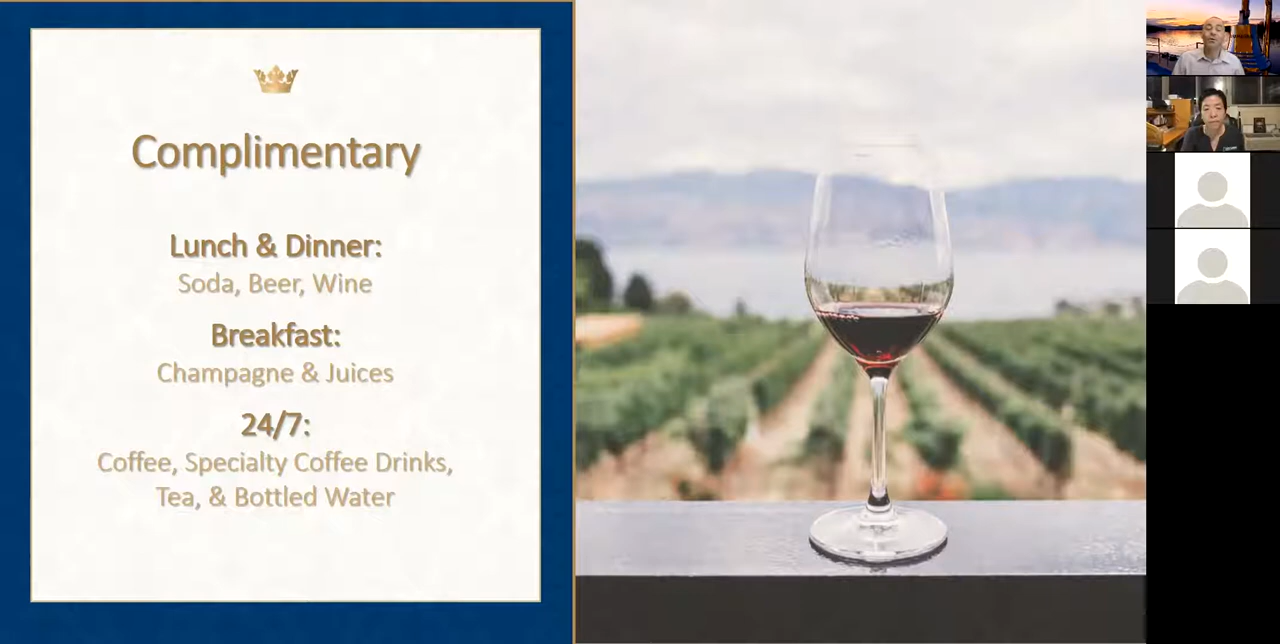 Complimentary
Lunch & Dinner:
Soda, Beer, Wine
Breakfast:
Champagne & Juices
24/7:
Coffee, Specialty Coffee Drinks,
Tea, & Bottled Water